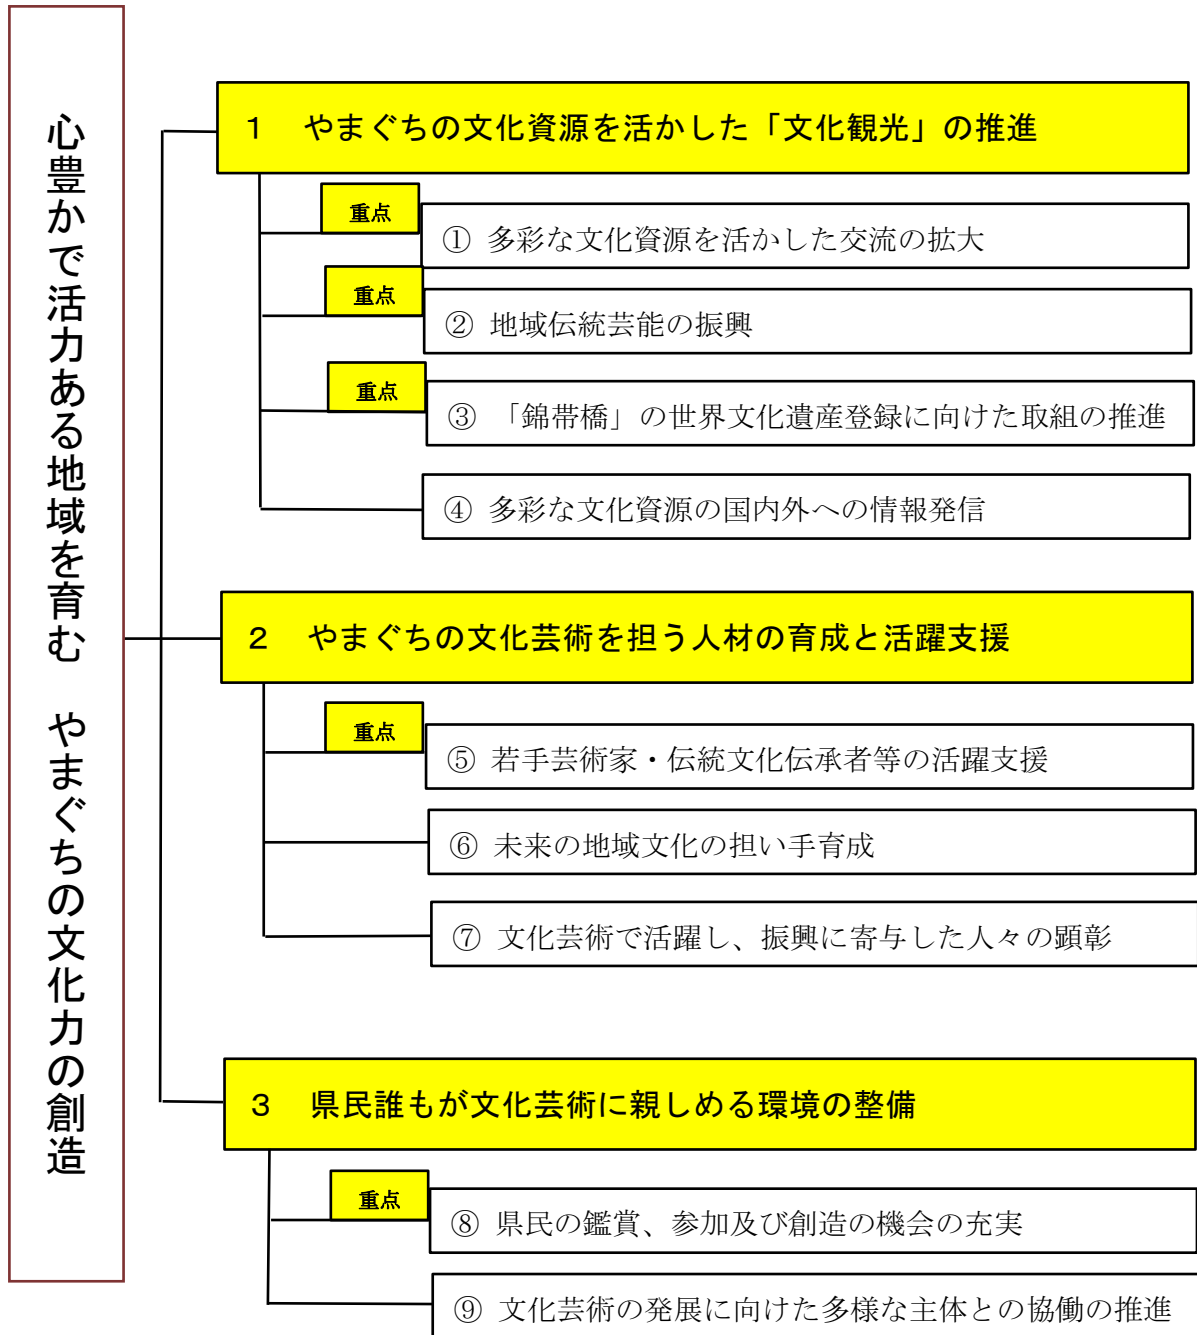 心豊かで活力ある地域を育む　やまぐちの文化力の創造
１　やまぐちの文化資源を活かした「文化観光」の推進
重点
① 多彩な文化資源を活かした交流の拡大
重点
② 地域伝統芸能の振興
重点
③ 「錦帯橋」の世界文化遺産登録に向けた取組の推進
④ 多彩な文化資源の国内外への情報発信
２　やまぐちの文化芸術を担う人材の育成と活躍支援
重点
⑤ 若手芸術家・伝統文化伝承者等の活躍支援
⑥ 未来の地域文化の担い手育成
⑦ 文化芸術で活躍し、振興に寄与した人々の顕彰
３　県民誰もが文化芸術に親しめる環境の整備
重点
⑧ 県民の鑑賞、参加及び創造の機会の充実
⑨ 文化芸術の発展に向けた多様な主体との協働の推進